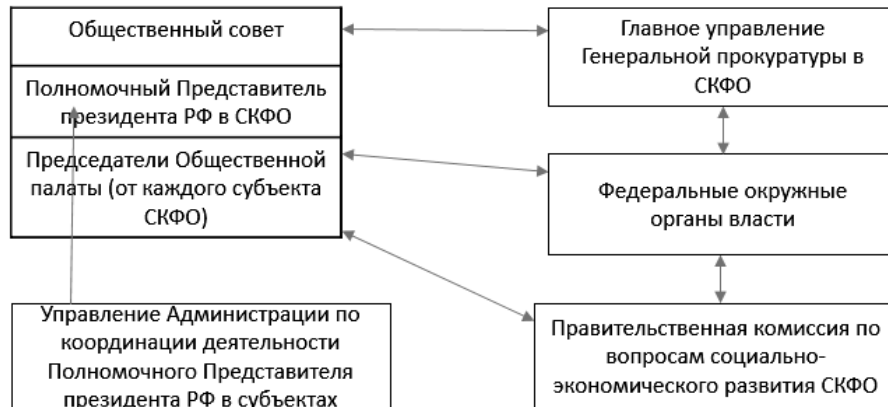 Общественный совет
Полномочный Представитель
президента РФ в СКФО
Председатели Общественной
палаты (от каждого субъекта
СКФО)
Управление Администрации по
координации деятельности
Полномочного Представителя
президента РФ в субъектах
Главное управление
Генеральной прокуратуры в
СКФО
Федеральные окружные
органы власти
Правительственная комиссия по
вопросам социально-
экономического развития СКФО